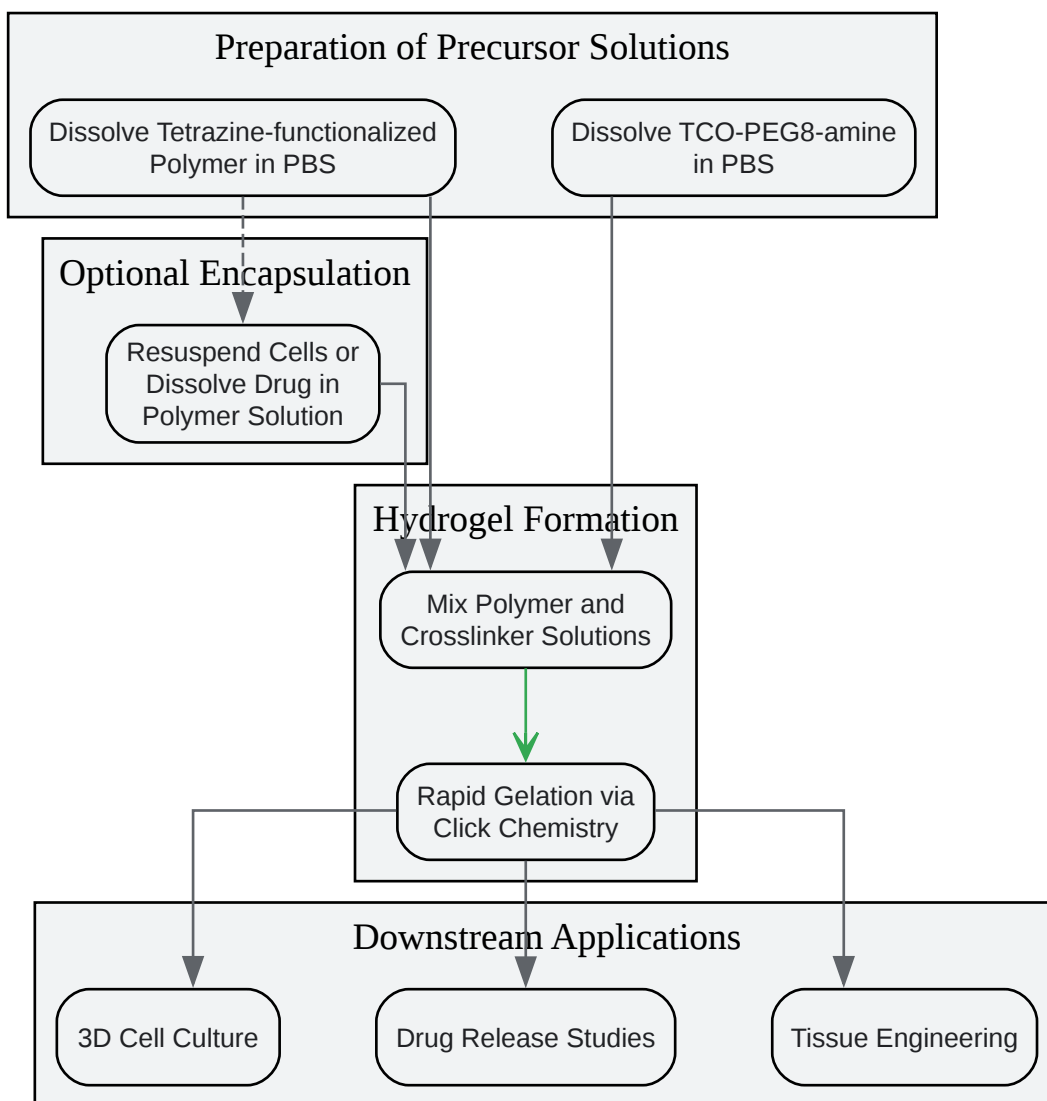 Preparation of Precursor Solutions
Dissolve Tetrazine-functionalized
Polymer in PBS
Dissolve TCO-PEG8-amine
in PBS
Optional Encapsulation
Resuspend Cells or
Dissolve Drug in
Polymer Solution
Hydrogel Formation
Mix Polymer and
Crosslinker Solutions
Rapid Gelation via
Click Chemistry
Downstream Applications
3D Cell Culture
Drug Release Studies
Tissue Engineering